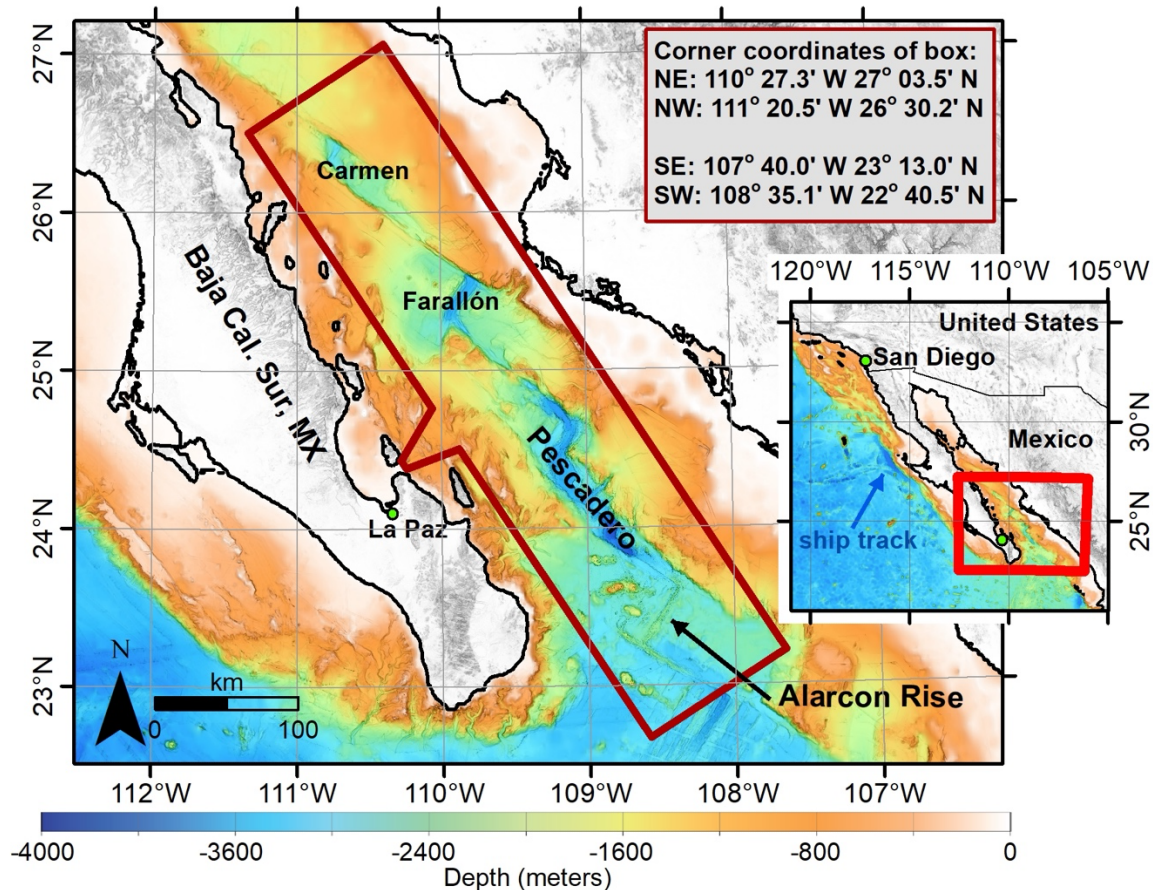 27°N
26°N
25°N
24°N
23°N
Corner coordinates of box:
NE: 110° 27.3' W 27° 03.5' N
NW: 111° 20.5' W 26° 30.2' N
SE: 107° 40.0' W 23° 13.0' N
SW: 108° 35.1' W 22° 40.5' N
Carmen
Farallón
Pescadero
Baja Cal. Sur, MX
La Paz
Alarcon Rise
120°W 115°W 110°W 105°W
United States
San Diego
Mexico
ship track
30°N
25°N
N
km
0 100
112°W 111°W 110°W 109°W 108°W 107°W
-4000 -3600 -2400 -1600 -800 0
Depth (meters)